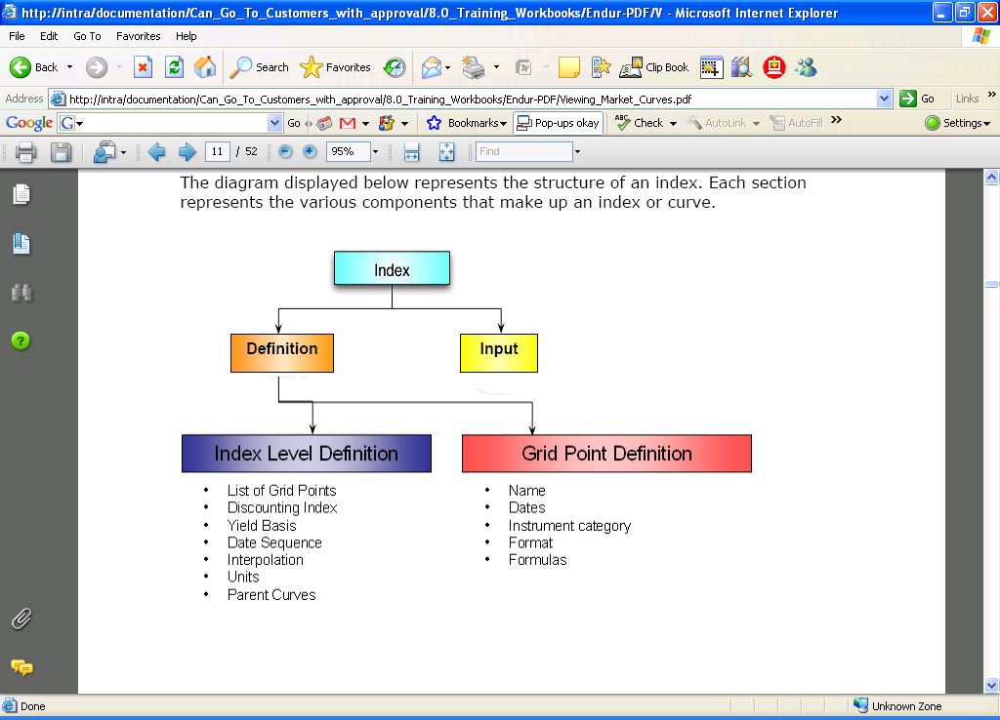 http://intra/documentation/Can_Go_To_Customers_with_approval/8.0_Training_Workbooks/Endur-PDF/V - Microsoft Internet Explorer
File Edit Go To Favorites Help
Back Search Favorites Clip Book
Address http://intra/documentation/Can_Go_To_Customers_with_approval/8.0_Training_Workbooks/Endur-PDF/Viewing_Market_Curves.pdf Go Links »
Google G Go Bookmarks Pop-ups okay ABC Check AutoLink AutoFill » Settings
11 / 52 95% Find
The diagram displayed below represents the structure of an index. Each section
represents the various components that make up an index or curve.
Index
Definition Input
Index Level Definition Grid Point Definition
• List of Grid Points • Name
• Discounting Index • Dates
• Yield Basis • Instrument category
• Date Sequence • Format
• Interpolation • Formulas
• Units
• Parent Curves
Done Unknown Zone